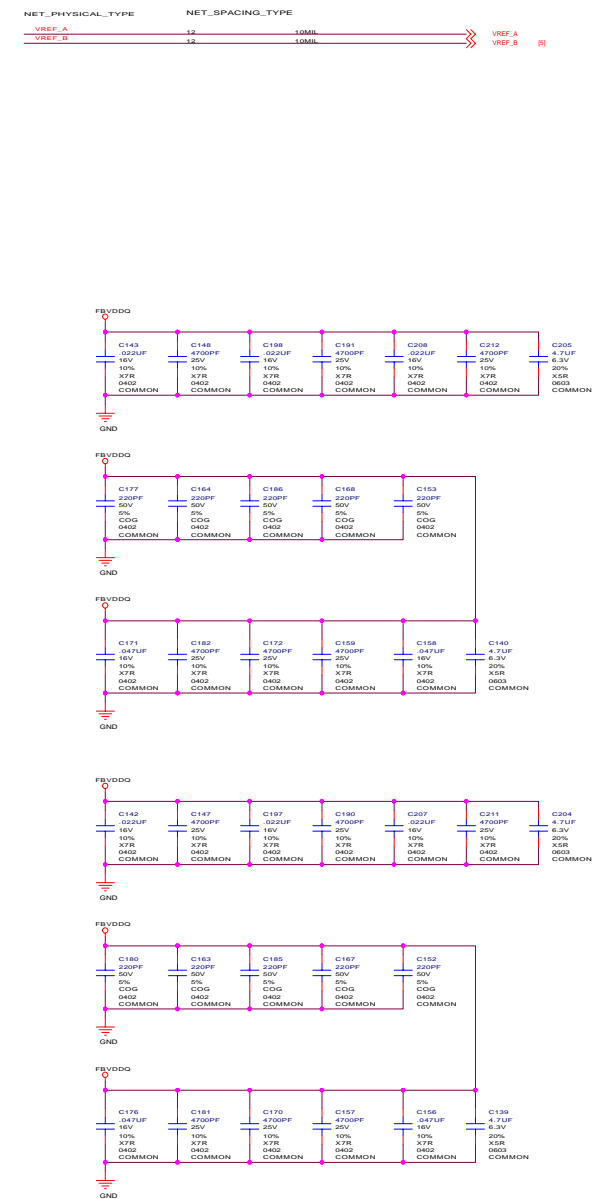 NET_PHYSICAL_TYPE NET_SPACING_TYPE
VREF_A 12 10MIL VREF_A
VREF_B 12 10MIL VREF_B [5]
FBVDDQ
C143 C148 C198 C191 C208 C212 C205
.022UF 4700PF .022UF 4700PF .022UF 4700PF 4.7UF
16V 25V 16V 25V 16V 25V 6.3V
10% 10% 10% 10% 10% 10% 20%
X7R X7R X7R X7R X7R X7R X5R
0402 0402 0402 0402 0402 0402 0603
COMMON COMMON COMMON COMMON COMMON COMMON COMMON
GND
FBVDDQ
C177 C164 C186 C168 C153
220PF 220PF 220PF 220PF 220PF
50V 50V 50V 50V 50V
5% 5% 5% 5% 5%
COG COG COG COG COG
0402 0402 0402 0402 0402
COMMON COMMON COMMON COMMON COMMON
GND
FBVDDQ
C171 C182 C172 C159 C158 C140
.047UF 4700PF 4700PF 4700PF .047UF 4.7UF
16V 25V 25V 25V 16V 6.3V
10% 10% 10% 10% 10% 20%
X7R X7R X7R X7R X7R X5R
0402 0402 0402 0402 0402 0603
COMMON COMMON COMMON COMMON COMMON COMMON
GND
FBVDDQ
C142 C147 C197 C190 C207 C211 C204
.022UF 4700PF .022UF 4700PF .022UF 4700PF 4.7UF
16V 25V 16V 25V 16V 25V 6.3V
10% 10% 10% 10% 10% 10% 20%
X7R X7R X7R X7R X7R X7R X5R
0402 0402 0402 0402 0402 0402 0603
COMMON COMMON COMMON COMMON COMMON COMMON COMMON
GND
FBVDDQ
C180 C163 C185 C167 C152
220PF 220PF 220PF 220PF 220PF
50V 50V 50V 50V 50V
5% 5% 5% 5% 5%
COG COG COG COG COG
0402 0402 0402 0402 0402
COMMON COMMON COMMON COMMON COMMON
GND
FBVDDQ
C176 C181 C170 C157 C156 C139
.047UF 4700PF 4700PF 4700PF .047UF 4.7UF
16V 25V 25V 25V 16V 6.3V
10% 10% 10% 10% 10% 20%
X7R X7R X7R X7R X7R X5R
0402 0402 0402 0402 0402 0603
COMMON COMMON COMMON COMMON COMMON COMMON
GND